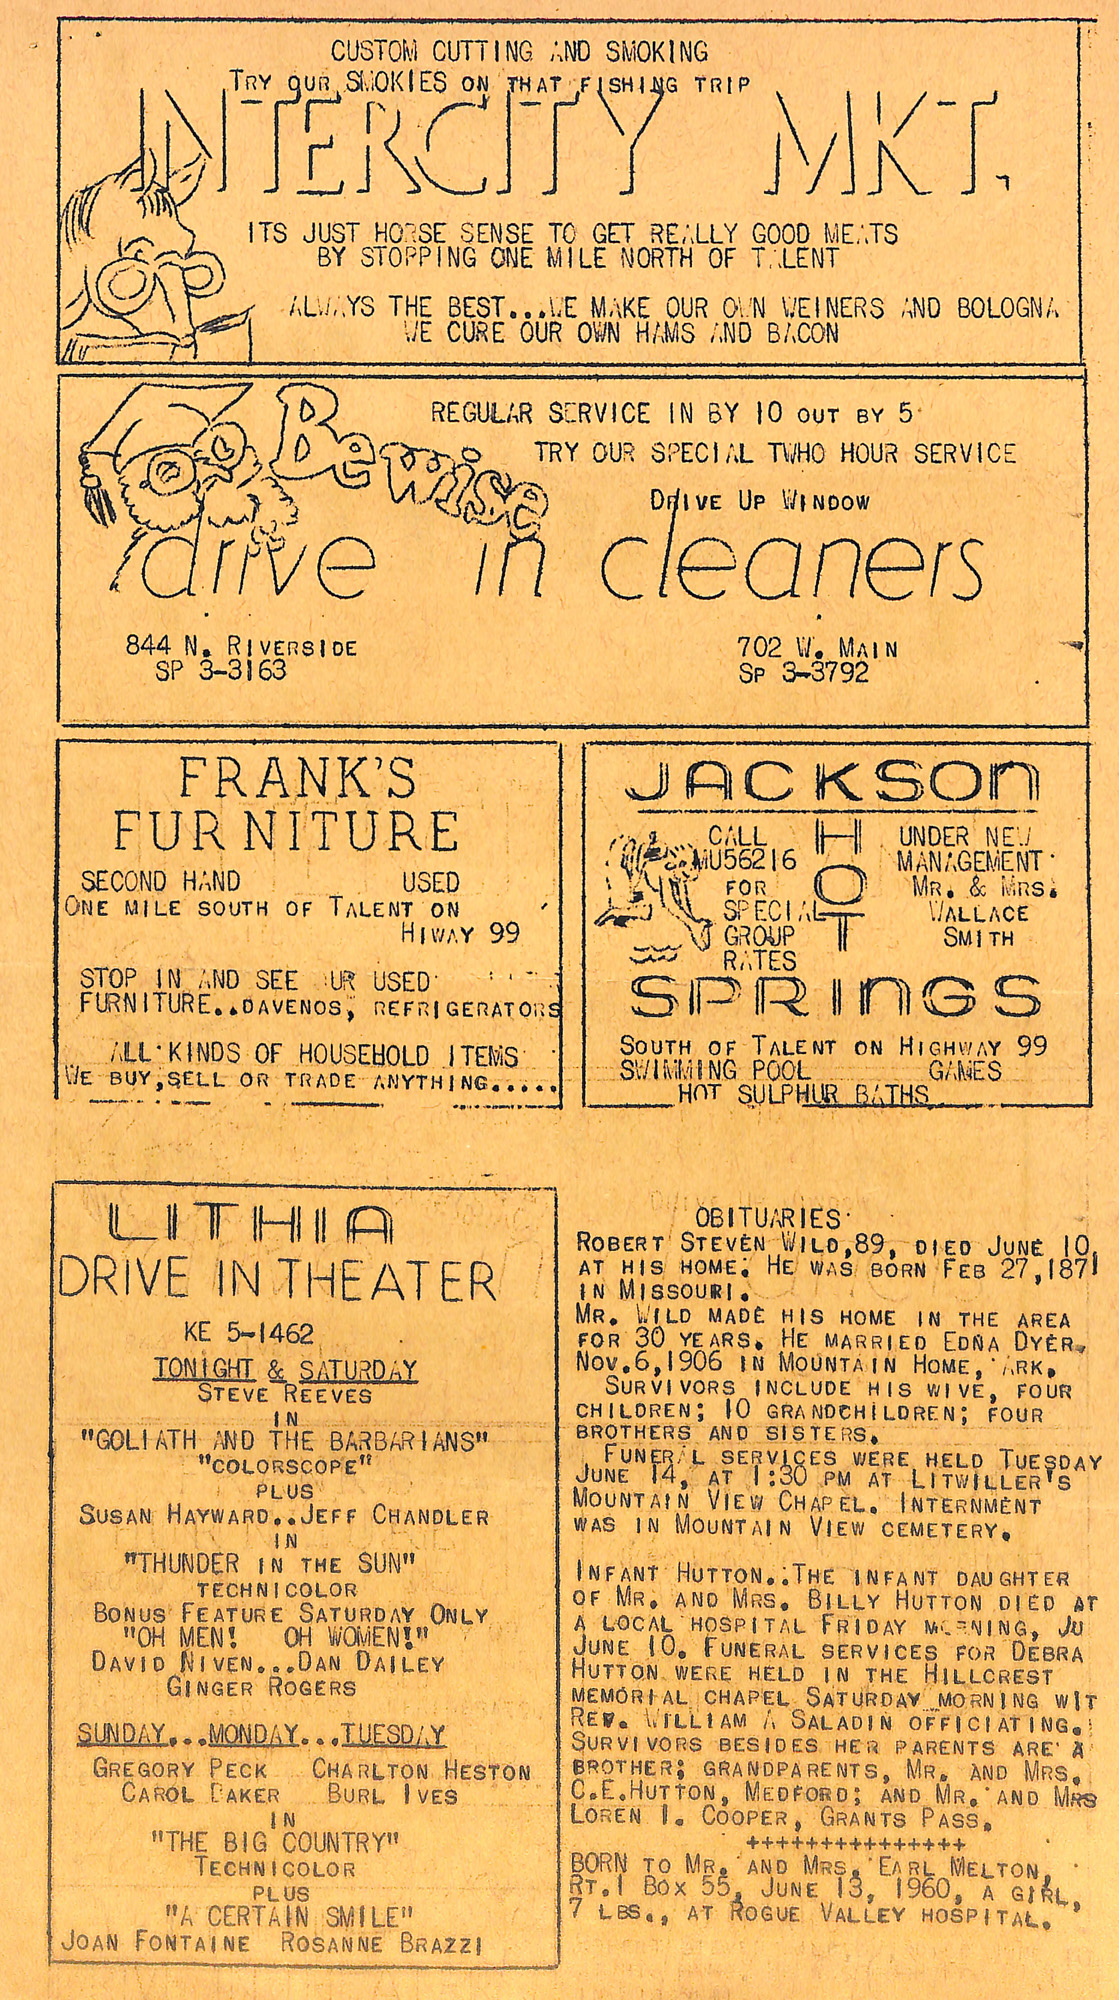 CUSTOM CUTTING AND SMOKING
TRY OUR SMOKIES ON THAT FISHING TRIP
INTERCITY MKT.
ITS JUST HORSE SENSE TO GET REALLY GOOD MEATS
BY STOPPING ONE MILE NORTH OF TALENT
ALWAYS THE BEST...WE MAKE OUR OWN WEINERS AND BOLOGNA
WE CURE OUR OWN HAMS AND BACON
Be wise
REGULAR SERVICE IN BY 10 OUT BY 5
TRY OUR SPECIAL TWHO HOUR SERVICE
DRIVE UP WINDOW
drive in cleaners
844 N. RIVERSIDE
SP 3-3163
702 W. MAIN
SP 3-3792
FRANK'S
FURNITURE
SECOND HAND USED
ONE MILE SOUTH OF TALENT ON
HIWAY 99
STOP IN AND SEE OUR USED
FURNITURE..DAVENOS, REFRIGERATORS
ALL KINDS OF HOUSEHOLD ITEMS
WE BUY,SELL OR TRADE ANYTHING.....
JACKSON
HOT
CALL
MU56216
FOR
SPECIAL
GROUP
RATES
UNDER NEW
MANAGEMENT
MR. & MRS.
WALLACE
SMITH
SPRINGS
SOUTH OF TALENT ON HIGHWAY 99
SWIMMING POOL GAMES
HOT SULPHUR BATHS
LITHIA
DRIVE IN THEATER
KE 5-1462
TONIGHT & SATURDAY
STEVE REEVES
IN
"GOLIATH AND THE BARBARIANS"
"COLORSCOPE"
PLUS
SUSAN HAYWARD..JEFF CHANDLER
IN
"THUNDER IN THE SUN"
TECHNICOLOR
BONUS FEATURE SATURDAY ONLY
"OH MEN! OH WOMEN!"
DAVID NIVEN...DAN DAILEY
GINGER ROGERS
SUNDAY...MONDAY...TUESDAY
GREGORY PECK CHARLTON HESTON
CAROL BAKER BURL IVES
IN
"THE BIG COUNTRY"
TECHNICOLOR
PLUS
"A CERTAIN SMILE"
JOAN FONTAINE ROSANNE BRAZZI
OBITUARIES
ROBERT STEVEN WILD,89, DIED JUNE 10,
AT HIS HOME. HE WAS BORN FEB 27,1871
IN MISSOURI.
MR. WILD MADE HIS HOME IN THE AREA
FOR 30 YEARS. HE MARRIED EDNA DYER,
NOV.6,1906 IN MOUNTAIN HOME, ARK.
SURVIVORS INCLUDE HIS WIVE, FOUR
CHILDREN; 10 GRANDCHILDREN; FOUR
BROTHERS AND SISTERS.
FUNERAL SERVICES WERE HELD TUESDAY
JUNE 14, AT 1:30 PM AT LITWILLER'S
MOUNTAIN VIEW CHAPEL. INTERNMENT
WAS IN MOUNTAIN VIEW CEMETERY.
INFANT HUTTON..THE INFANT DAUGHTER
OF MR. AND MRS. BILLY HUTTON DIED AT
A LOCAL HOSPITAL FRIDAY MORNING, JU
JUNE 10. FUNERAL SERVICES FOR DEBRA
HUTTON WERE HELD IN THE HILLCREST
MEMORIAL CHAPEL SATURDAY MORNING WIT
REV. WILLIAM A SALADIN OFFICIATING.
SURVIVORS BESIDES HER PARENTS ARE A
BROTHER; GRANDPARENTS, MR. AND MRS.
C.E.HUTTON, MEDFORD; AND MR. AND MRS
LOREN I. COOPER, GRANTS PASS.
+++++++++++++++
BORN TO MR. AND MRS. EARL MELTON,
RT.1 BOX 55, JUNE 13, 1960, A GIRL,
7 LBS., AT ROGUE VALLEY HOSPITAL.